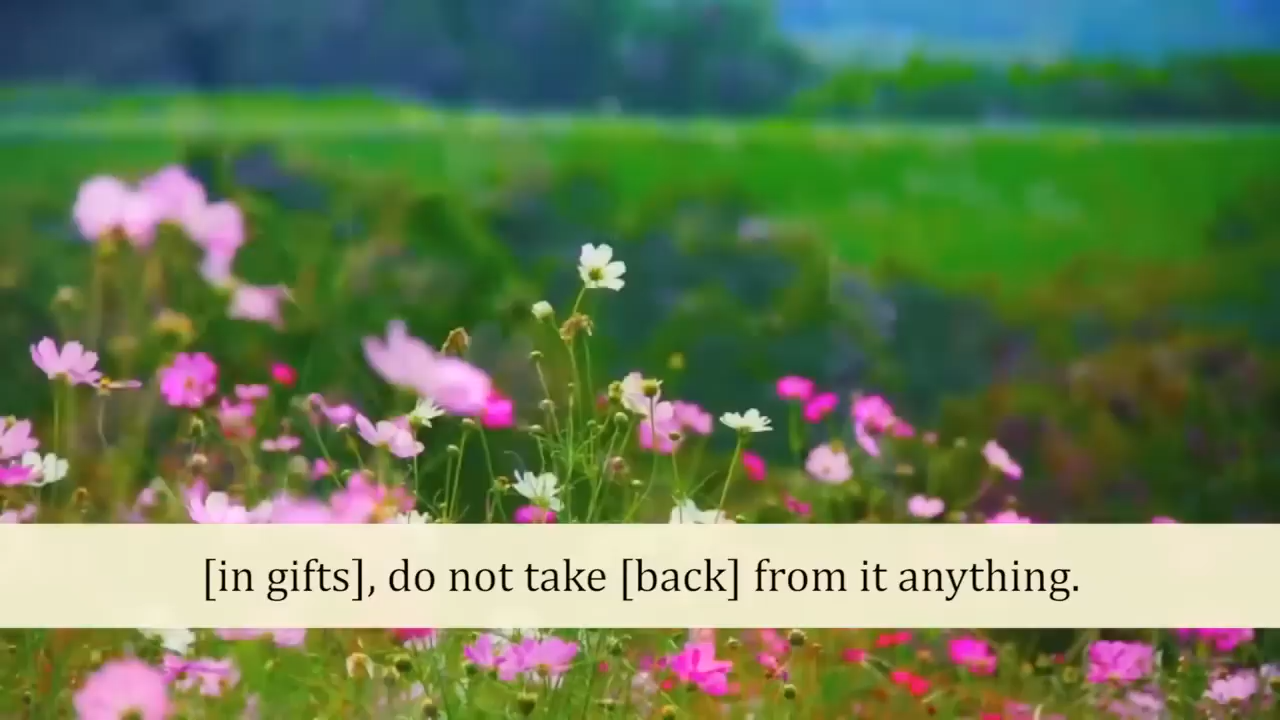 [in gifts], do not take [back] from it anything.